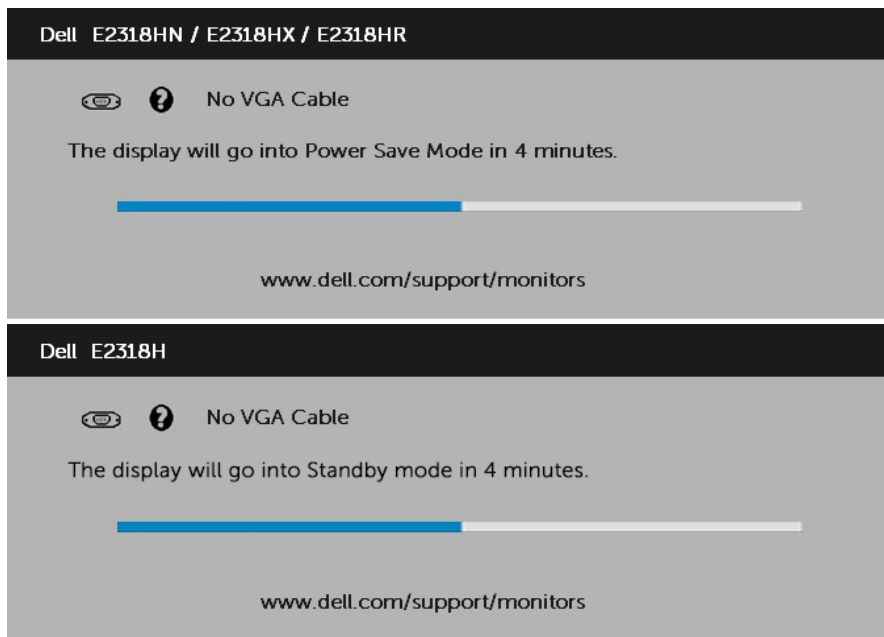 Dell E2318HN / E2318HX / E2318HR
? No VGA Cable
The display will go into Power Save Mode in 4 minutes.
www.dell.com/support/monitors
Dell E2318H
? No VGA Cable
The display will go into Standby mode in 4 minutes.
www.dell.com/support/monitors